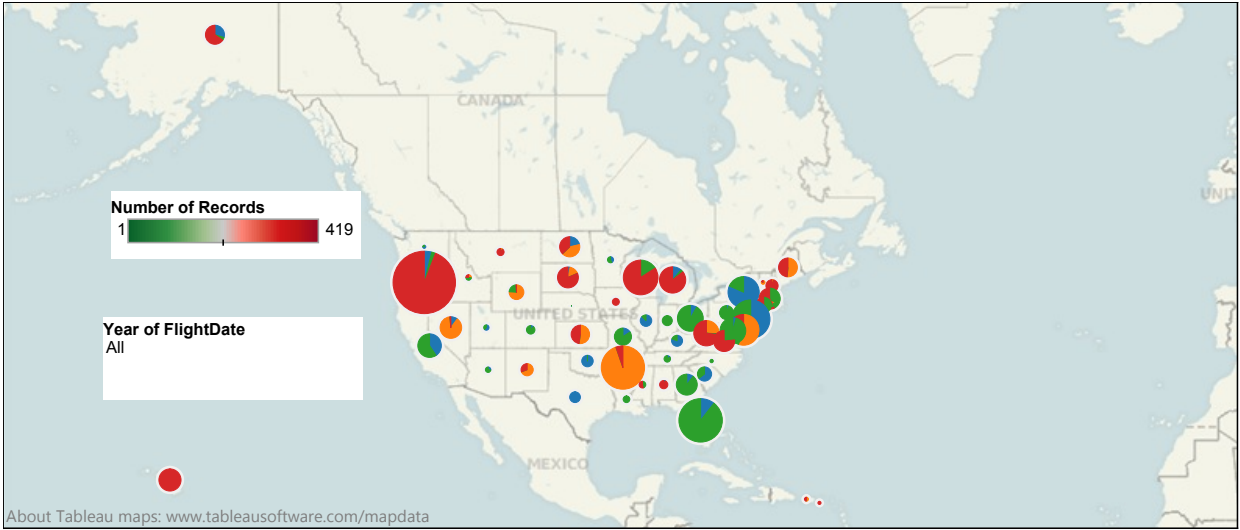 CANADA
UNIT
Number of Records
1
419
Year of FlightDate
All
UNITED STATES
MEXICO
About Tableau maps: www.tableausoftware.com/mapdata